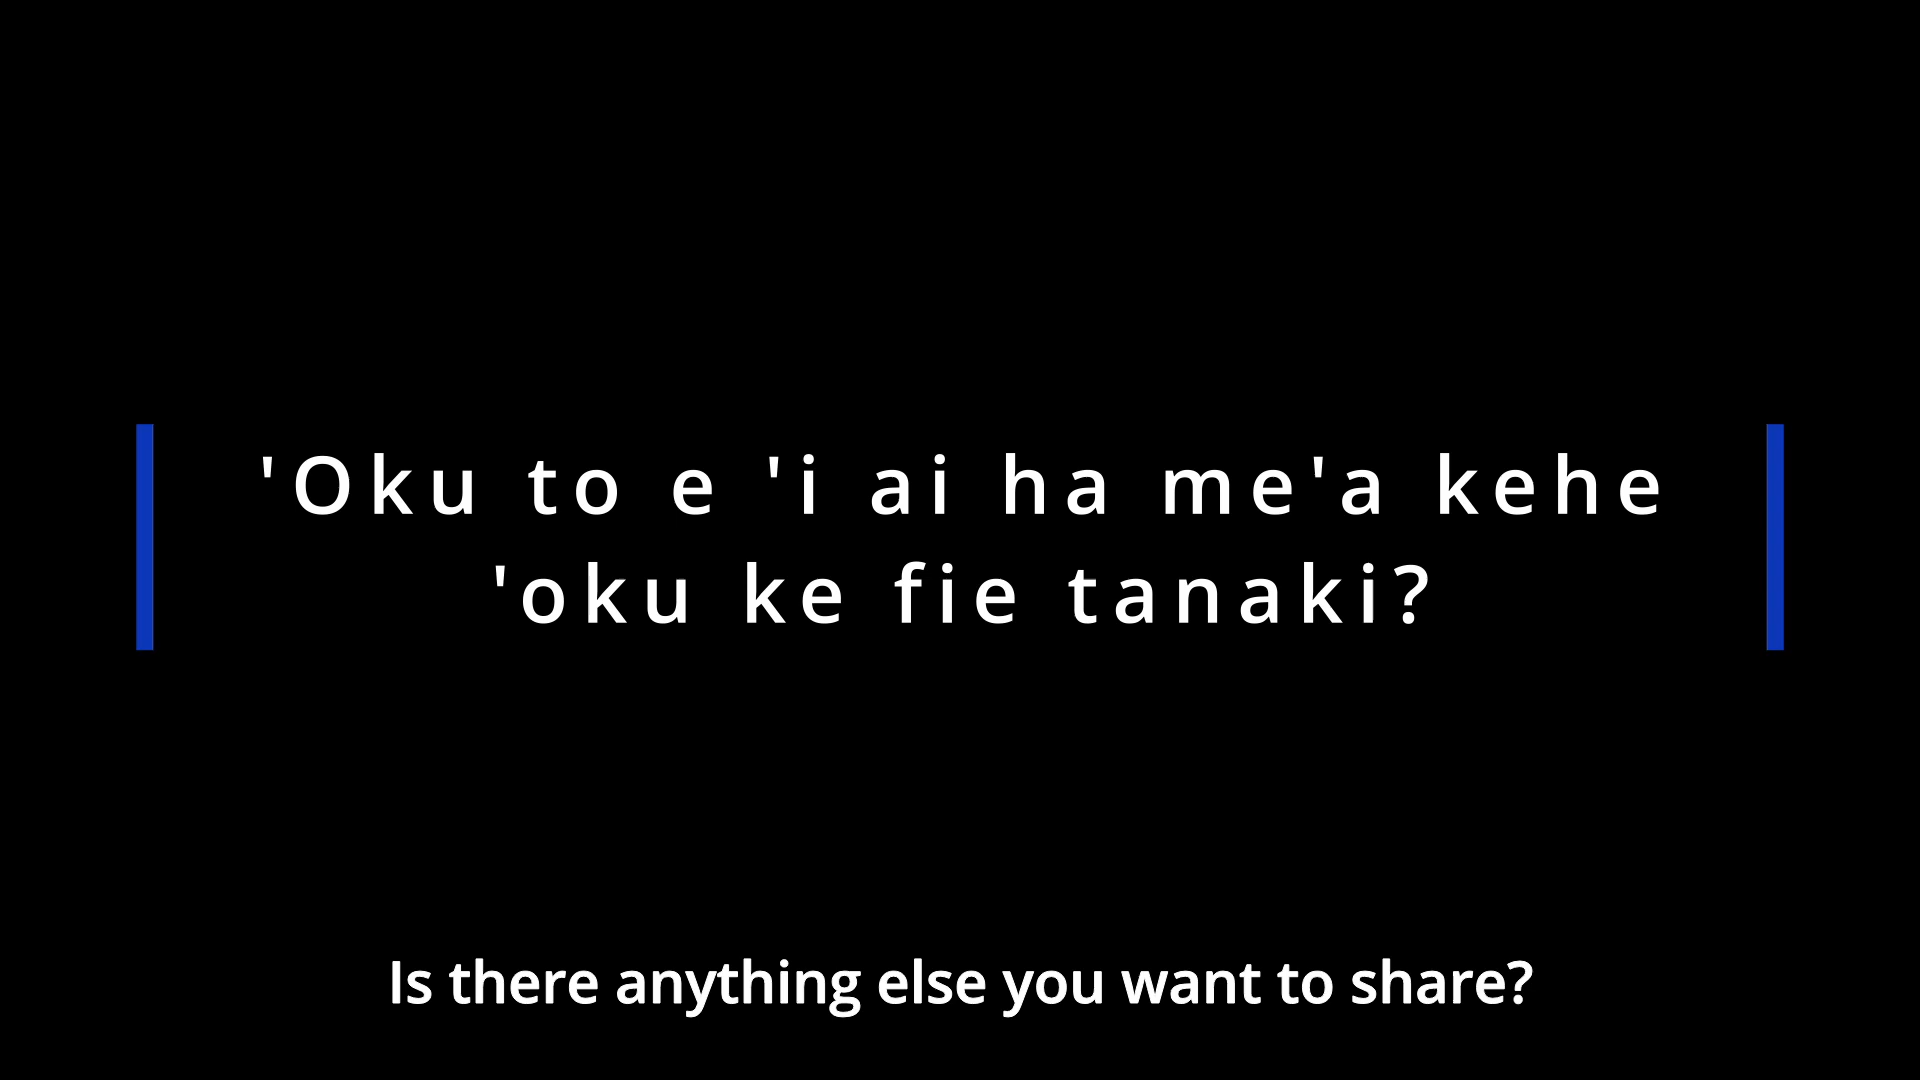 'Oku to e 'i ai ha me'a kehe
'oku ke fie tanaki?
Is there anything else you want to share?